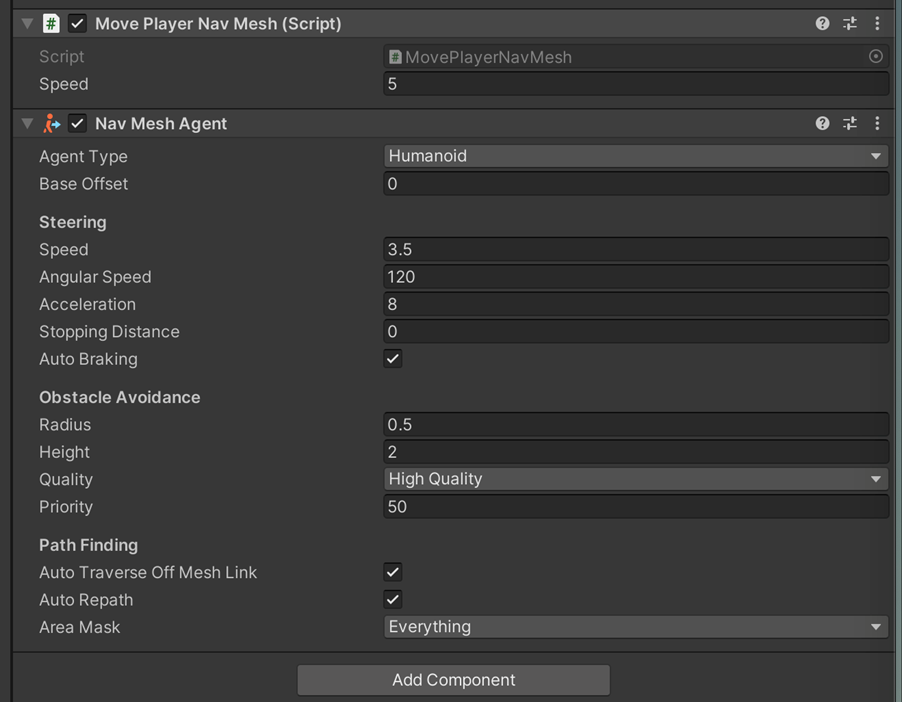 # Move Player Nav Mesh (Script)
Script # MovePlayerNavMesh
Speed 5
Nav Mesh Agent
Agent Type Humanoid
Base Offset 0
Steering
Speed 3.5
Angular Speed 120
Acceleration 8
Stopping Distance 0
Auto Braking
Obstacle Avoidance
Radius 0.5
Height 2
Quality High Quality
Priority 50
Path Finding
Auto Traverse Off Mesh Link
Auto Repath
Area Mask Everything
Add Component